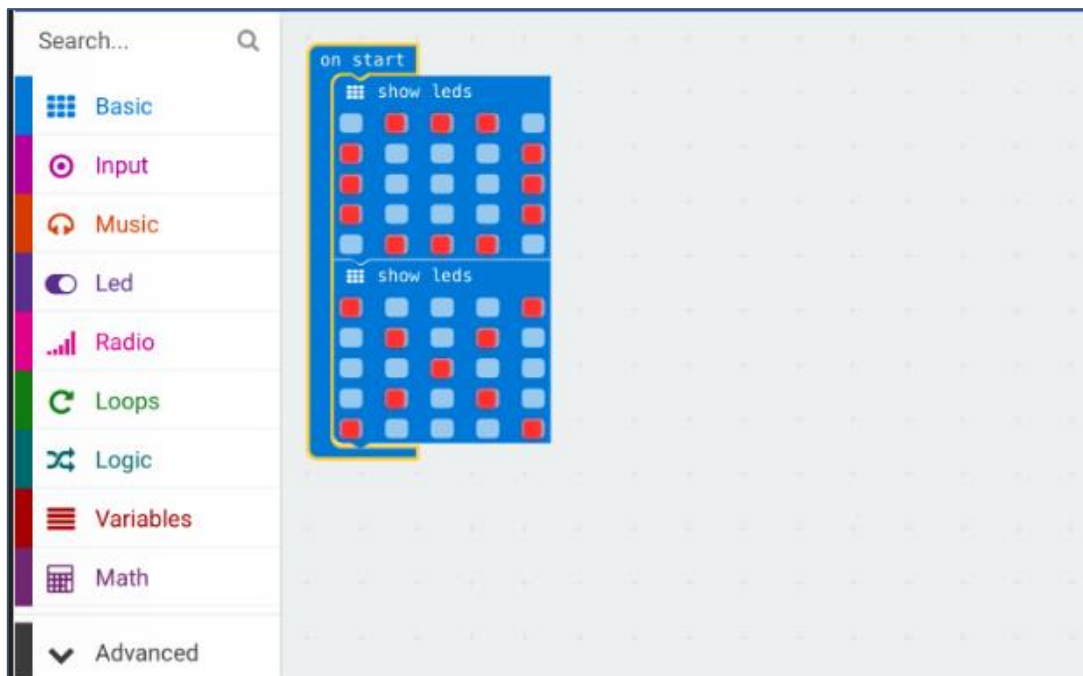 Search...
Basic
Input
Music
Led
Radio
Loops
Logic
Variables
Math
Advanced
on start
show leds
show leds